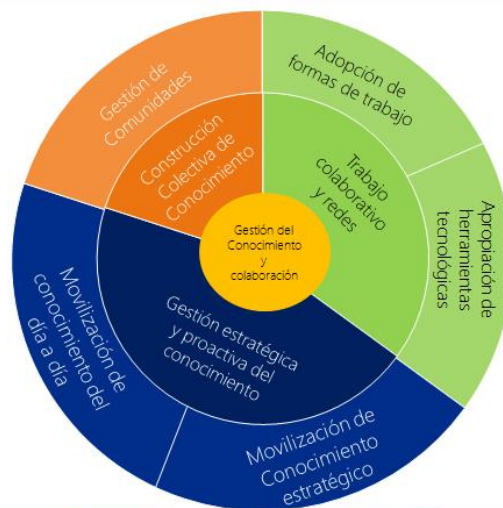 Gestión de
Comunidades
Adopción de
formas de trabajo
Construcción
Colectiva de
Conocimiento
Trabajo
colaborativo
y redes
Apropiación de
herramientas
tecnológicas
Gestión del
Conocimiento
y
colaboración
Gestión estratégica
y proactiva del
conocimiento
Movilización de
conocimiento del
día a día
Movilización de
Conocimiento
estratégico